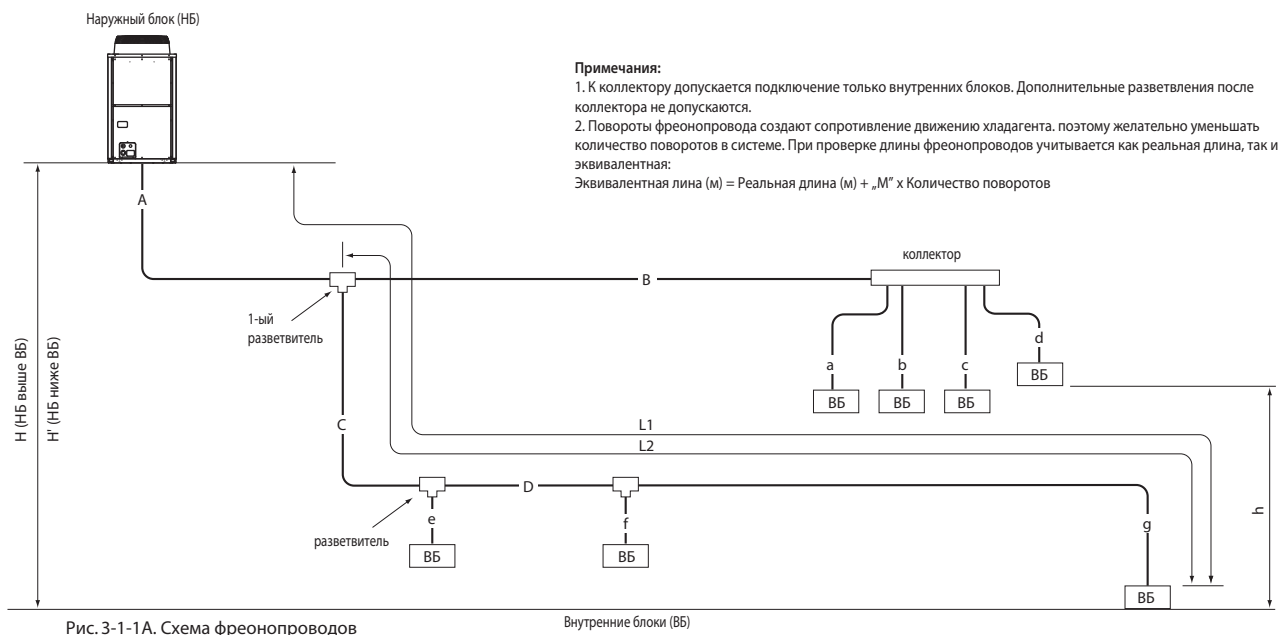 Наружный блок (НБ)
Примечания:
1. К коллектору допускается подключение только внутренних блоков. Дополнительные разветвления после
коллектора не допускаются.
2. Повороты фреонопровода создают сопротивление движению хладагента. поэтому желательно уменьшать
количество поворотов в системе. При проверке длины фреонопроводов учитывается как реальная длина, так и
эквивалентная:
Эквивалентная лина (м) = Реальная длина (м) + „М" х Количество поворотов
A
коллектор
B
1-ый
разветвитель
a
b
c
d
ВБ
ВБ
ВБ
ВБ
H (НБ выше ВБ)
H' (НБ ниже ВБ)
C
L1
L2
D
e
f
g
h
разветвитель
ВБ
ВБ
ВБ
Рис. 3-1-1А. Схема фреонопроводов
Внутренние блоки (ВБ)